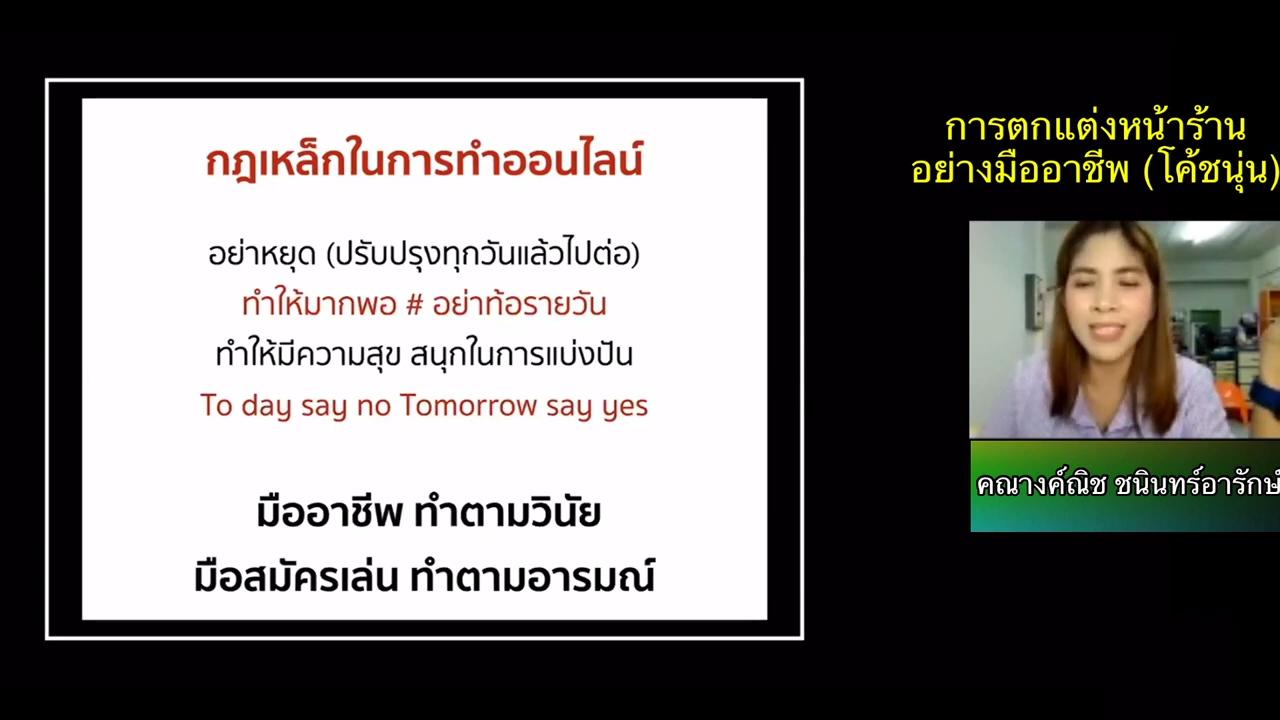 กฎเหล็กในการทำออนไลน์
อย่าหยุด (ปรับปรุงทุกวันแล้วไปต่อ)
ทำให้มากพอ # อย่าท้อรายวัน
ทำให้มีความสุข สนุกในการแบ่งปัน
To day say no Tomorrow say yes
มืออาชีพ ทำตามวินัย
มือสมัครเล่น ทำตามอารมณ์
การตกแต่งหน้าร้าน
อย่างมืออาชีพ (โค้ชนุ่น)
คณางค์ณิช ชนินทร์อารักษ์